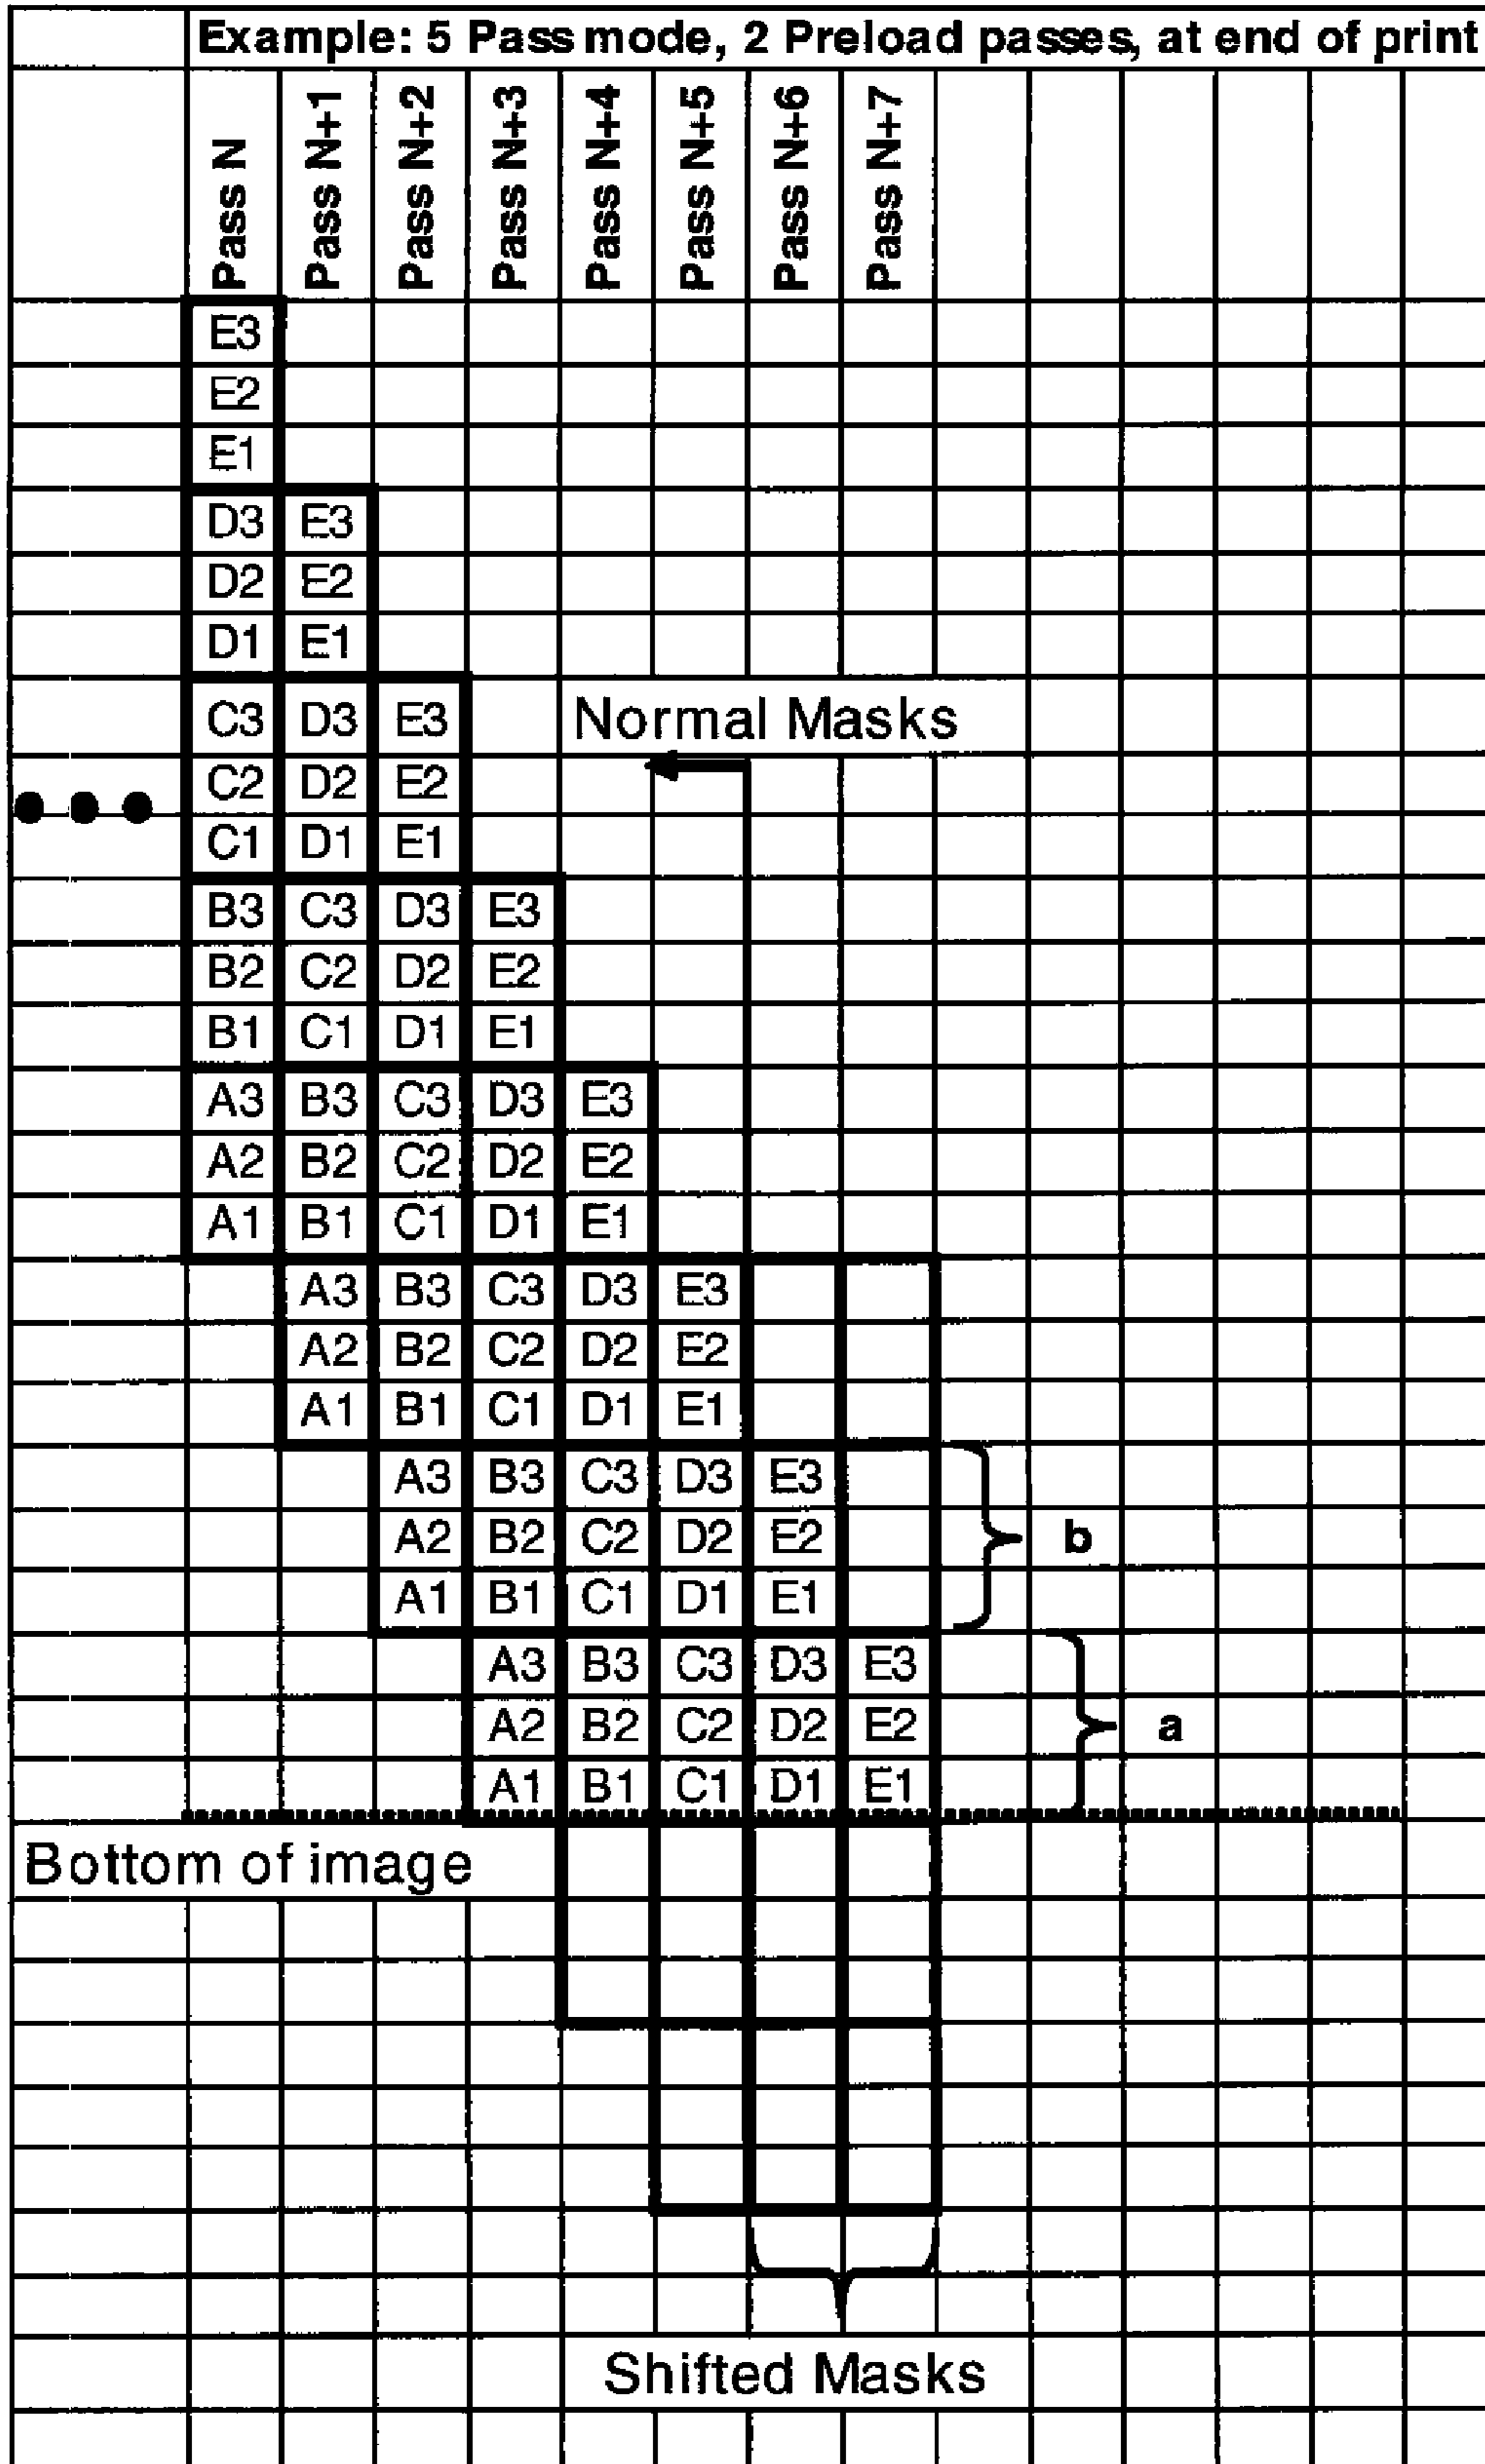 Example: 5 Pass mode, 2 Preload passes, at end of print
Pass N Pass N+1 Pass N+2 Pass N+3 Pass N+4 Pass N+5 Pass N+6 Pass N+7
E3
E2
E1
D3 E3
D2 E2
D1 E1
C3 D3 E3 Normal Masks
C2 D2 E2
C1 D1 E1
B3 C3 D3 E3
B2 C2 D2 E2
B1 C1 D1 E1
A3 B3 C3 D3 E3
A2 B2 C2 D2 E2
A1 B1 C1 D1 E1
A3 B3 C3 D3 E3
A2 B2 C2 D2 E2
A1 B1 C1 D1 E1
A3 B3 C3 D3 E3
A2 B2 C2 D2 E2 b
A1 B1 C1 D1 E1
A3 B3 C3 D3 E3
A2 B2 C2 D2 E2 a
A1 B1 C1 D1 E1
Bottom of image
Shifted Masks